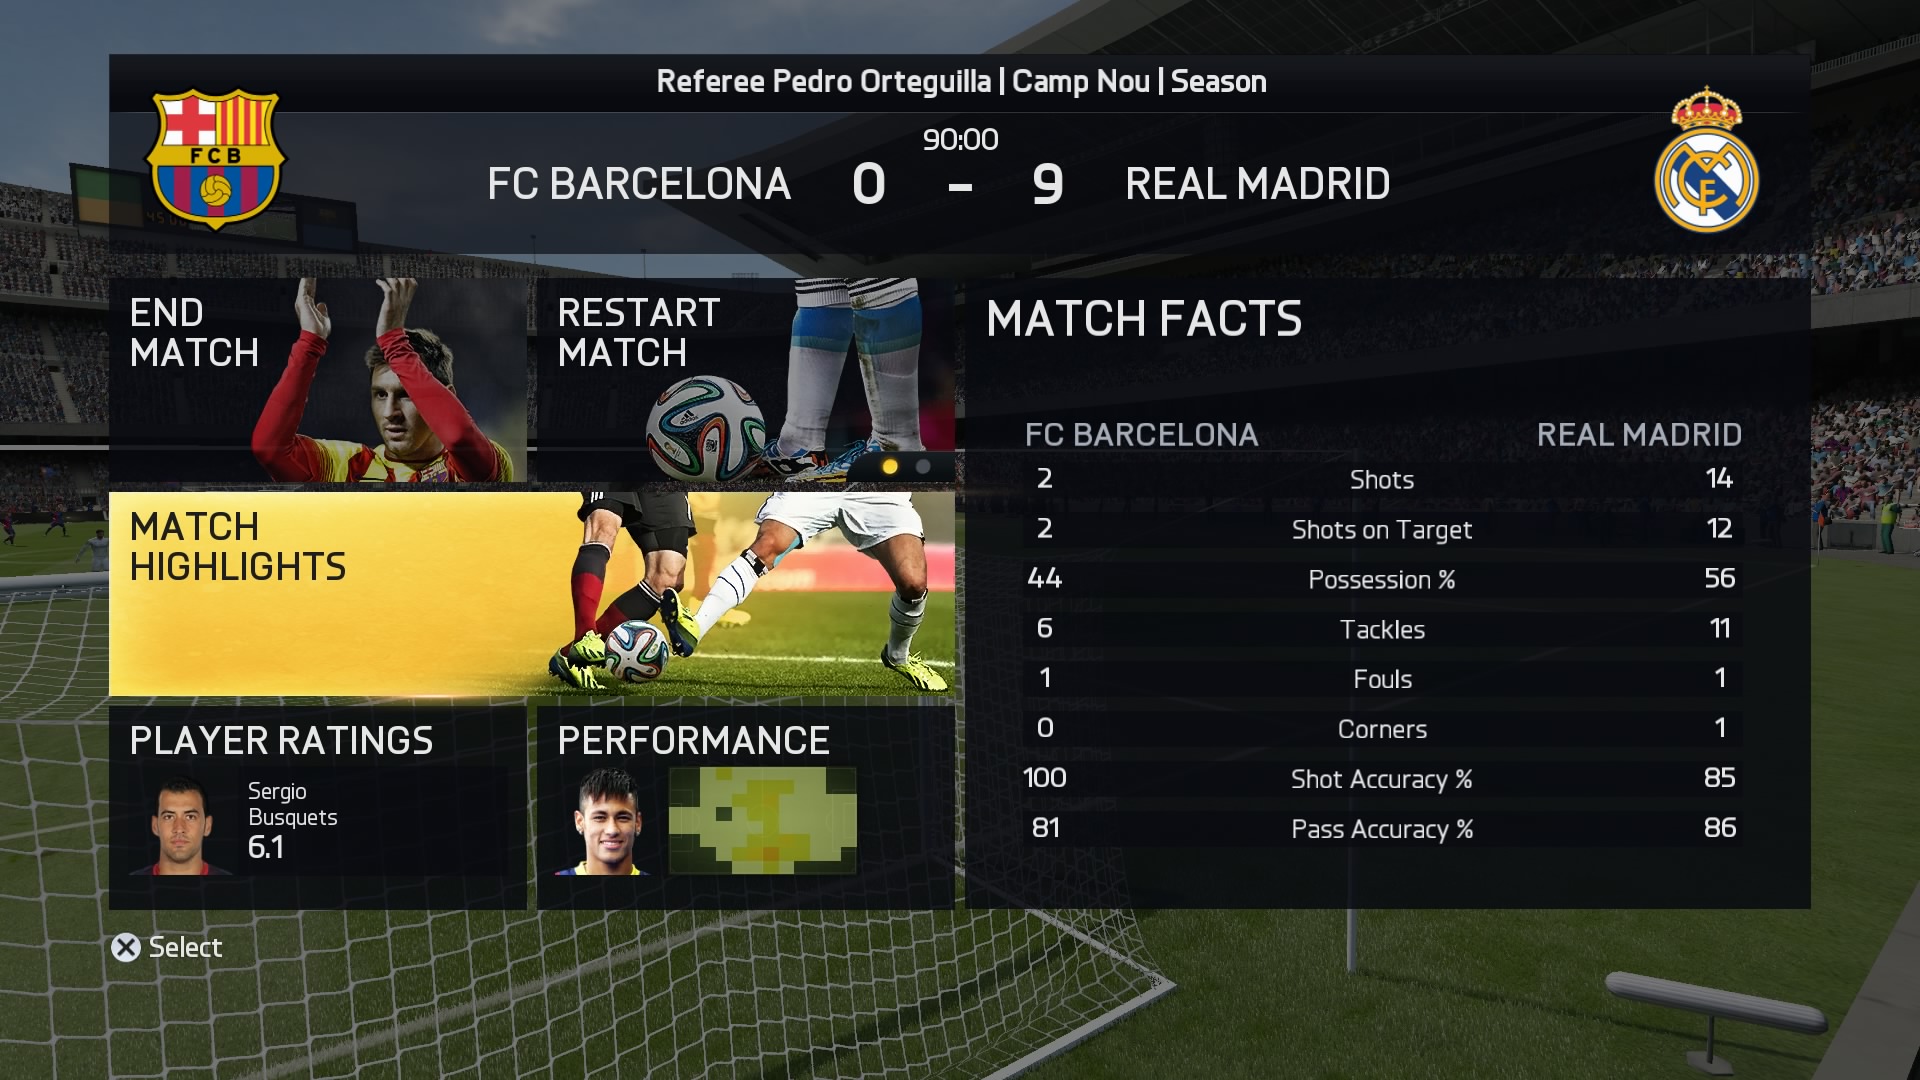 Referee Pedro Orteguilla | Camp Nou | Season
FCB
90:00
FC BARCELONA 0 - 9 REAL MADRID
END
MATCH
RESTART
MATCH
MATCH
HIGHLIGHTS
PLAYER RATINGS
Sergio
Busquets
6.1
PERFORMANCE
MATCH FACTS
FC BARCELONA REAL MADRID
2 Shots 14
2 Shots on Target 12
44 Possession % 56
6 Tackles 11
1 Fouls 1
0 Corners 1
100 Shot Accuracy % 85
81 Pass Accuracy % 86
Select